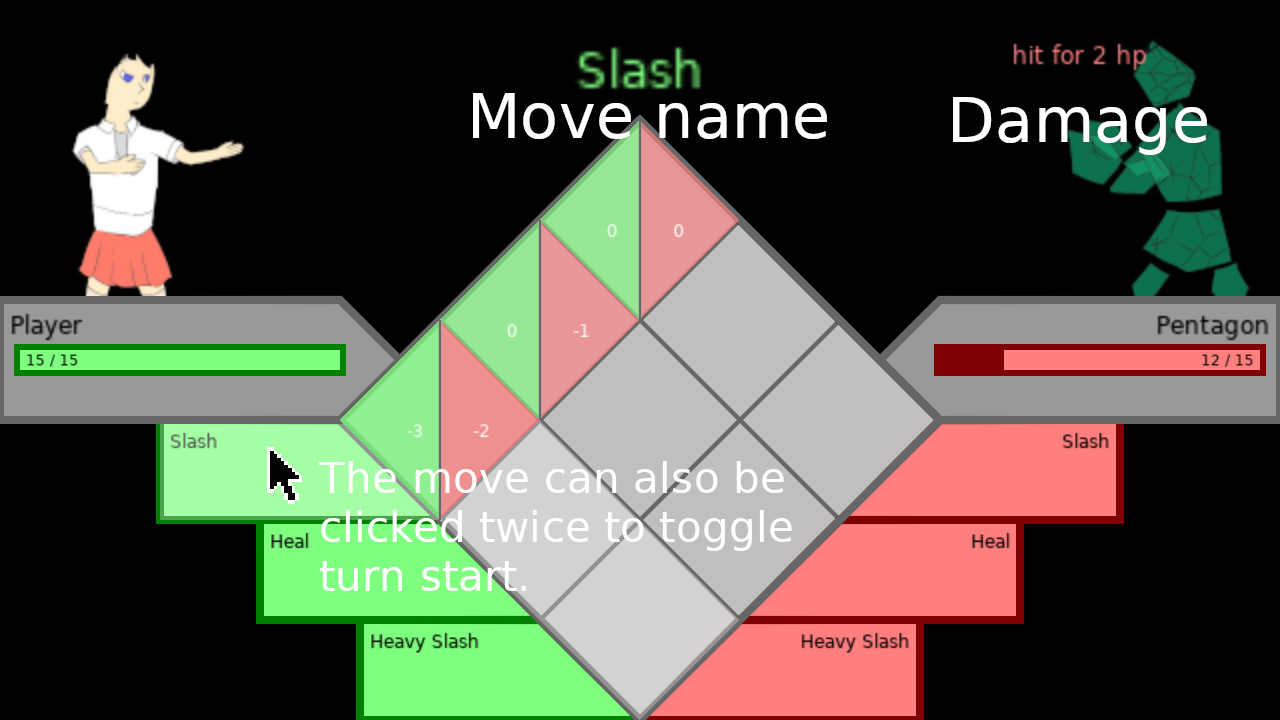 hit for 2 hp
Slash
Move name
Damage
0
0
0
-1
Player
Pentagon
15 / 15
12 / 15
-3
-2
Slash
Slash
The move can also be
clicked twice to toggle
turn start.
Heal
Heal
Heavy Slash
Heavy Slash